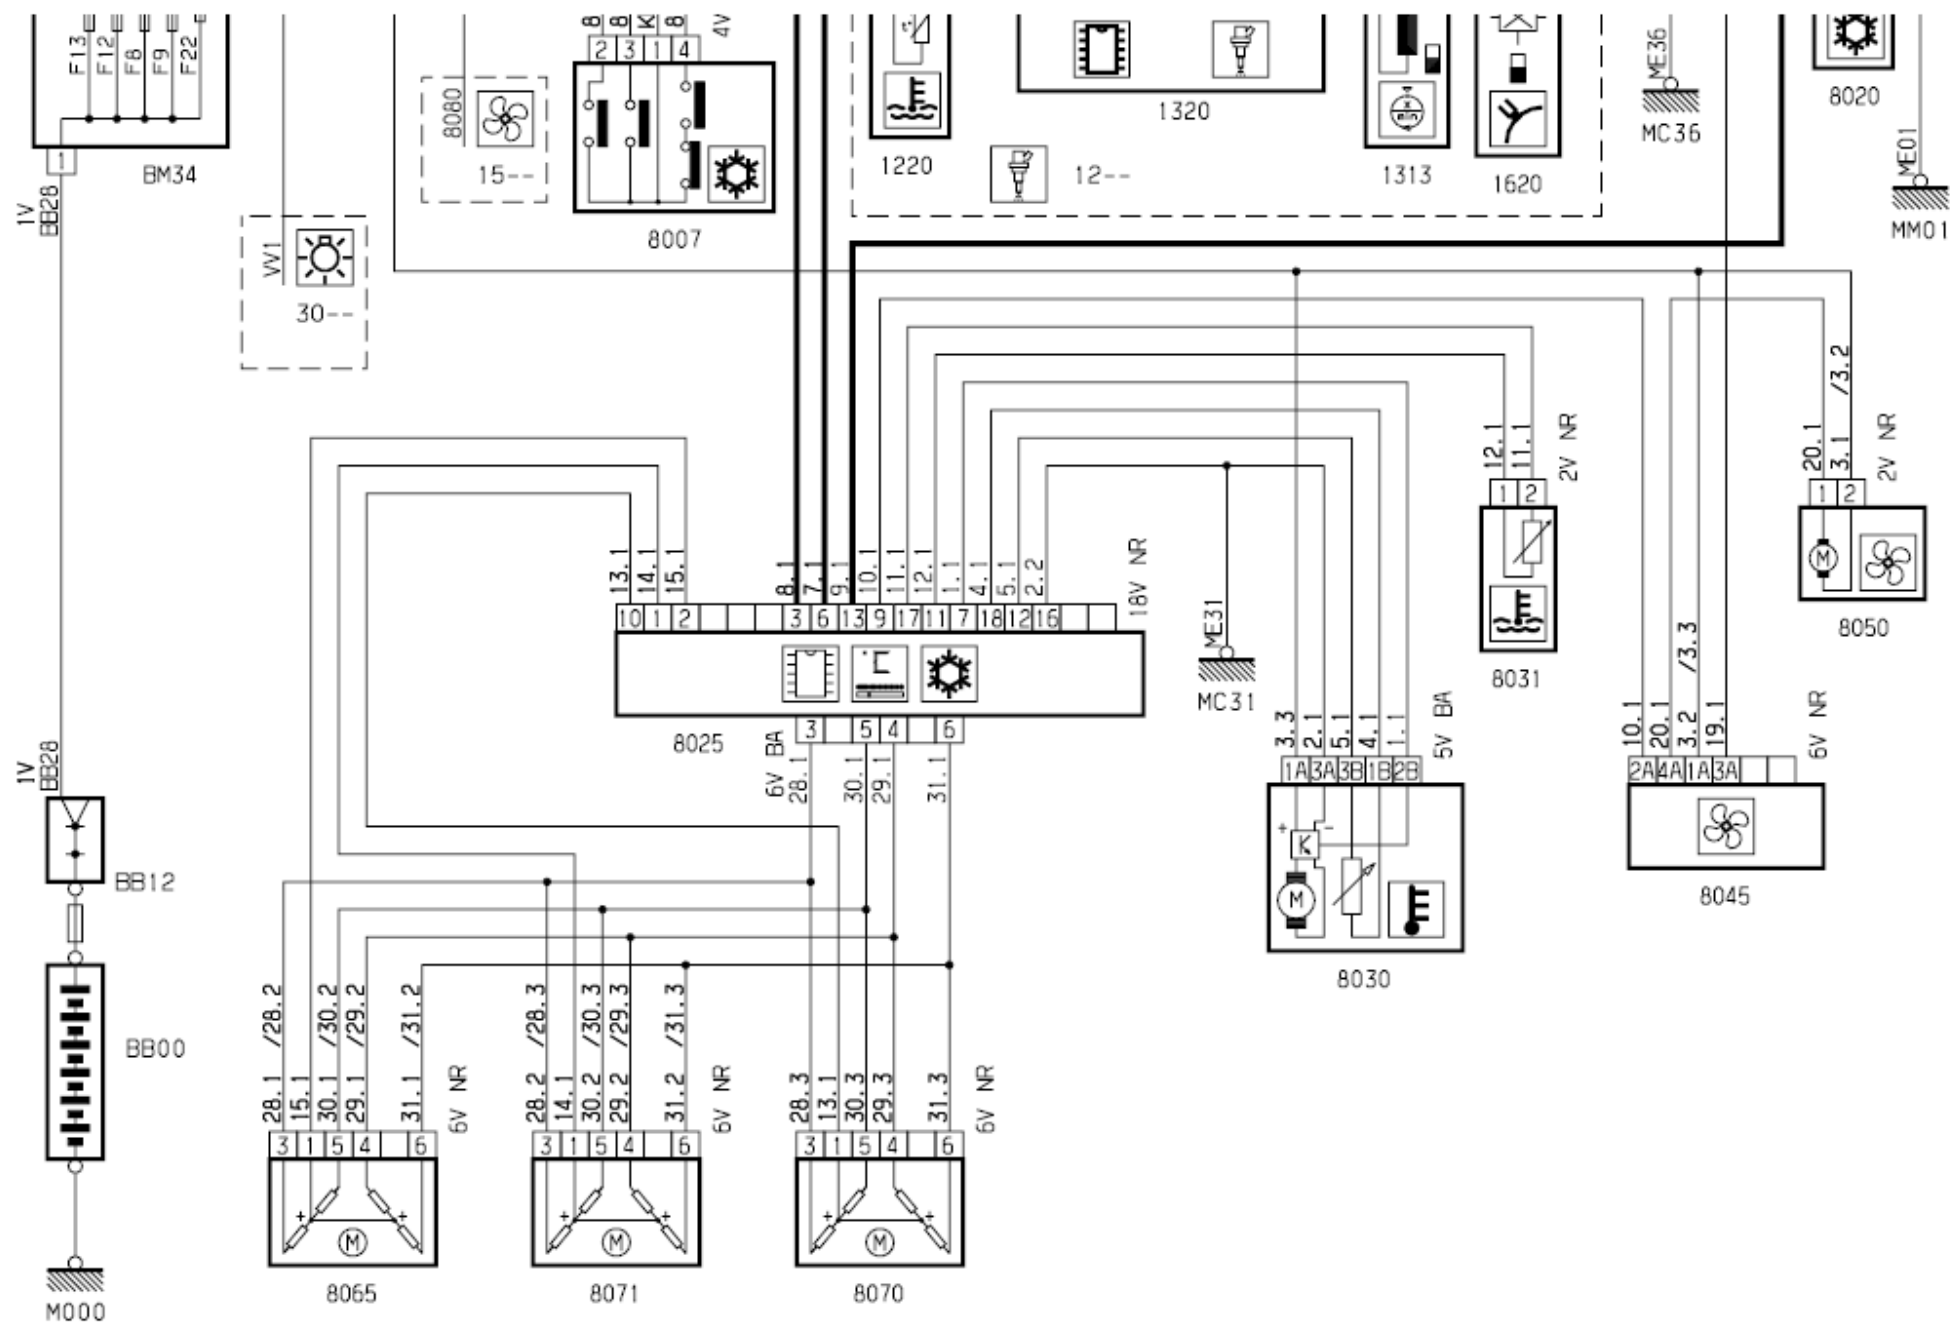 F13 F12 F8 F9 F22
1
BM34
1V
BB28
8080
15--
VV1
30--
8 8 K 8
4V
2 3 1 4
8007
1220
1320
12--
x
min
1313
1620
ME36
MC36
8020
ME01
MM01
13.1 14.1 15.1 8.1 7.1 9.1 10.1 11.1 12.1 1.1 4.1 5.1 2.2
18V NR
10 1 2 3 6 13 9 17 11 7 18 12 16
°C
8025
3 5 4 6
6V BA
28.1 30.1 29.1 31.1
ME31
MC31
12.1 11.1
2V NR
1 2
8031
/3.2
20.1 3.1
2V NR
1 2
M
8050
3.3 2.1 5.1 4.1 1.1
5V BA
1A 3A 3B 1B 2B
+ -
K
M
8030
/3.3
10.1 20.1 3.2 19.1
6V NR
2A 4A 1A 3A
8045
1V
BB28
BB12
BB00
M000
/28.2 /30.2 /29.2 /31.2
28.1 15.1 30.1 29.1 31.1
6V NR
3 1 5 4 6
+ +
M
8065
/28.3 /30.3 /29.3 /31.3
28.2 14.1 30.2 29.2 31.2
6V NR
3 1 5 4 6
+ +
M
8071
28.3 13.1 30.3 29.3 31.3
6V NR
3 1 5 4 6
+ +
M
8070